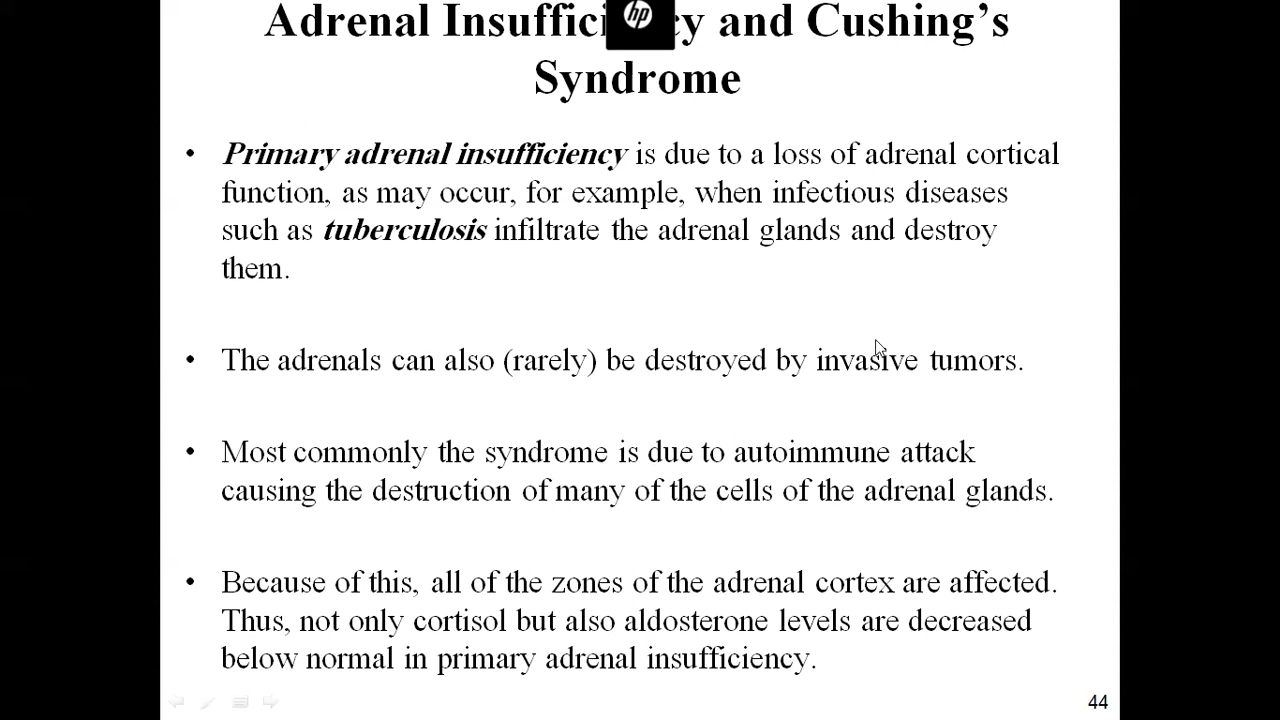 Adrenal Insuffici cy and Cushing's
Syndrome
hp
• Primary adrenal insufficiency is due to a loss of adrenal cortical
function, as may occur, for example, when infectious diseases
such as tuberculosis infiltrate the adrenal glands and destroy
them.
• The adrenals can also (rarely) be destroyed by invasive tumors.
• Most commonly the syndrome is due to autoimmune attack
causing the destruction of many of the cells of the adrenal glands.
• Because of this, all of the zones of the adrenal cortex are affected.
Thus, not only cortisol but also aldosterone levels are decreased
below normal in primary adrenal insufficiency.
44